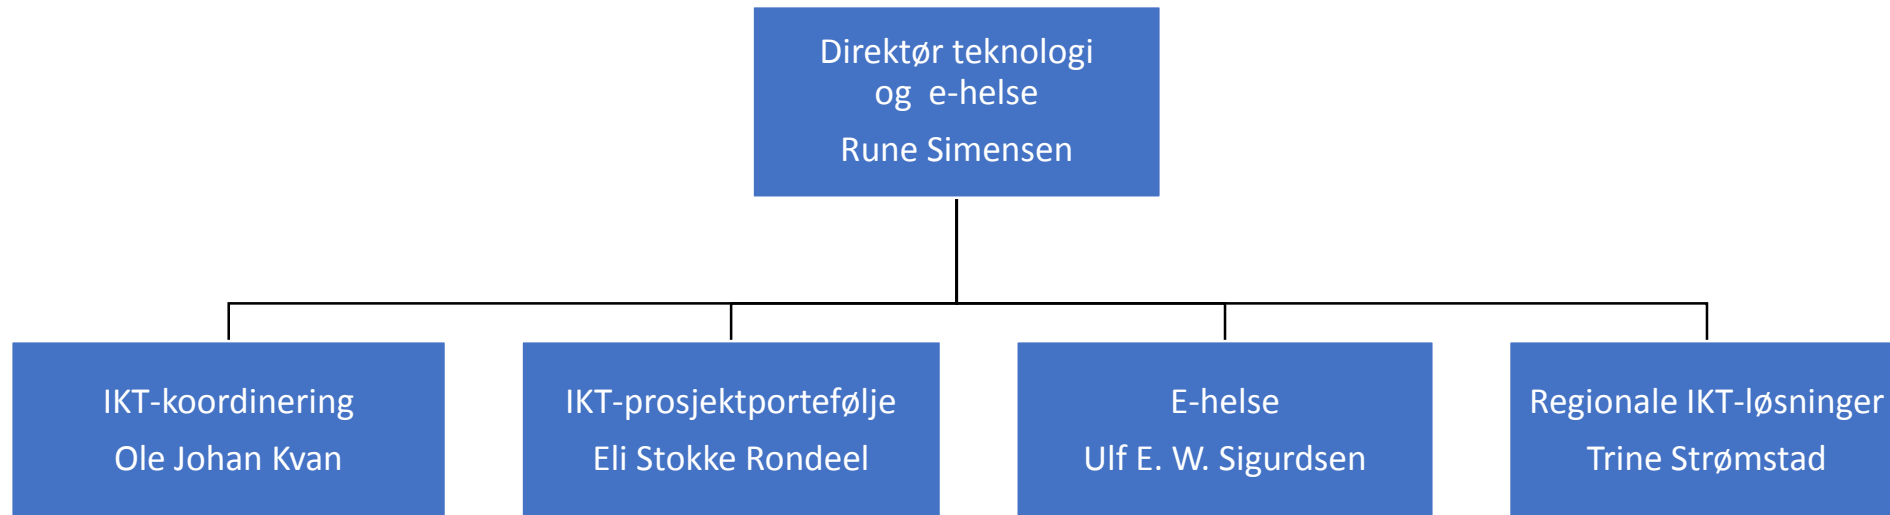 Direktør teknologi
og  e-helse
Rune Simensen
IKT-koordinering
Ole Johan Kvan
IKT-prosjektportefølje
Eli Stokke Rondeel
E-helse
Ulf E. W. Sigurdsen
Regionale IKT-løsninger
Trine Strømstad